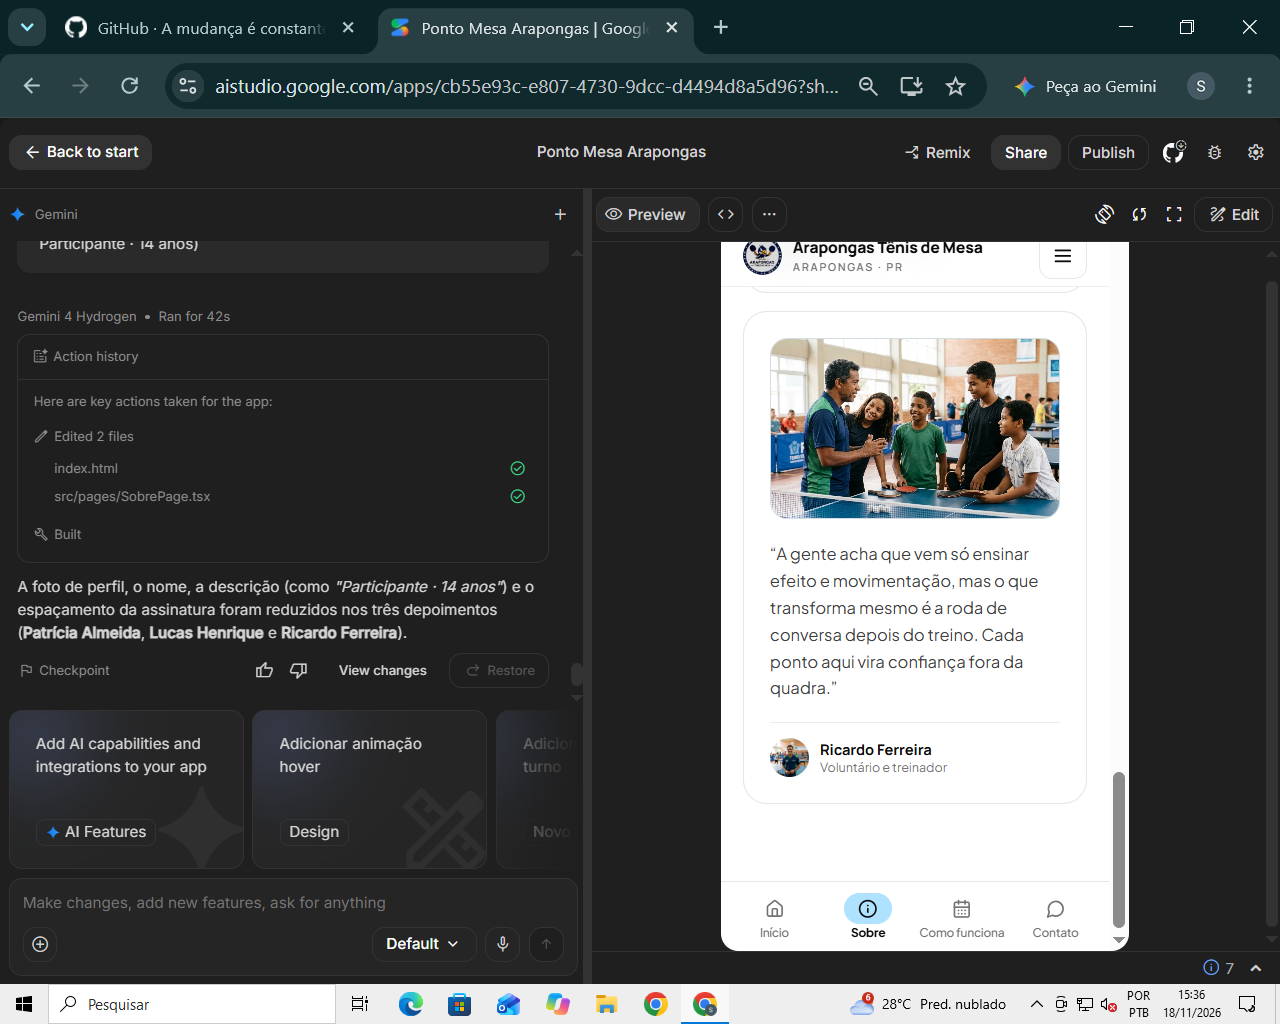 GitHub · A mudança é constante
Ponto Mesa Arapongas | Googl
aistudio.google.com/apps/cb55e93c-e807-4730-9dcc-d4494d8a5d96?sh...
Peça ao Gemini
S
Back to start
Ponto Mesa Arapongas
Remix
Share
Publish
Gemini
Preview
Edit
Participante · 14 anos)
Gemini 4 Hydrogen • Ran for 42s
Action history
Here are key actions taken for the app:
Edited 2 files
index.html
src/pages/SobrePage.tsx
Built
A foto de perfil, o nome, a descrição (como "Participante · 14 anos") e o
espaçamento da assinatura foram reduzidos nos três depoimentos
(Patrícia Almeida, Lucas Henrique e Ricardo Ferreira).
Checkpoint
View changes
Restore
Add AI capabilities and
integrations to your app
AI Features
Adicionar animação
hover
Design
Adicion
turno
Novo
Make changes, add new features, ask for anything
Default
Arapongas Tênis de Mesa
ARAPONGAS · PR
ARAPONGAS
“A gente acha que vem só ensinar
efeito e movimentação, mas o que
transforma mesmo é a roda de
conversa depois do treino. Cada
ponto aqui vira confiança fora da
quadra.”
Ricardo Ferreira
Voluntário e treinador
Início
Sobre
Como funciona
Contato
7
Pesquisar
6
28°C Pred. nublado
POR
PTB
15:36
18/11/2026